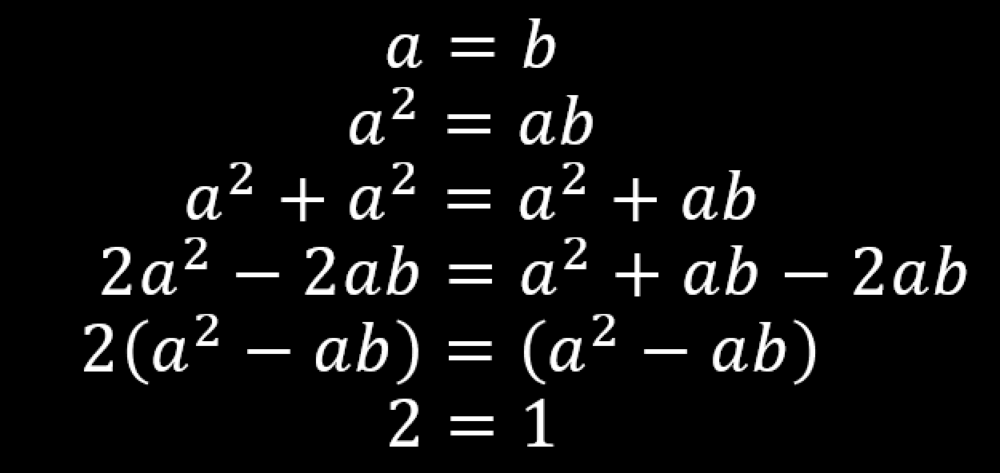 a = b
a² = ab
a² + a² = a² + ab
2a² − 2ab = a² + ab − 2ab
2(a² − ab) = (a² − ab)
2 = 1